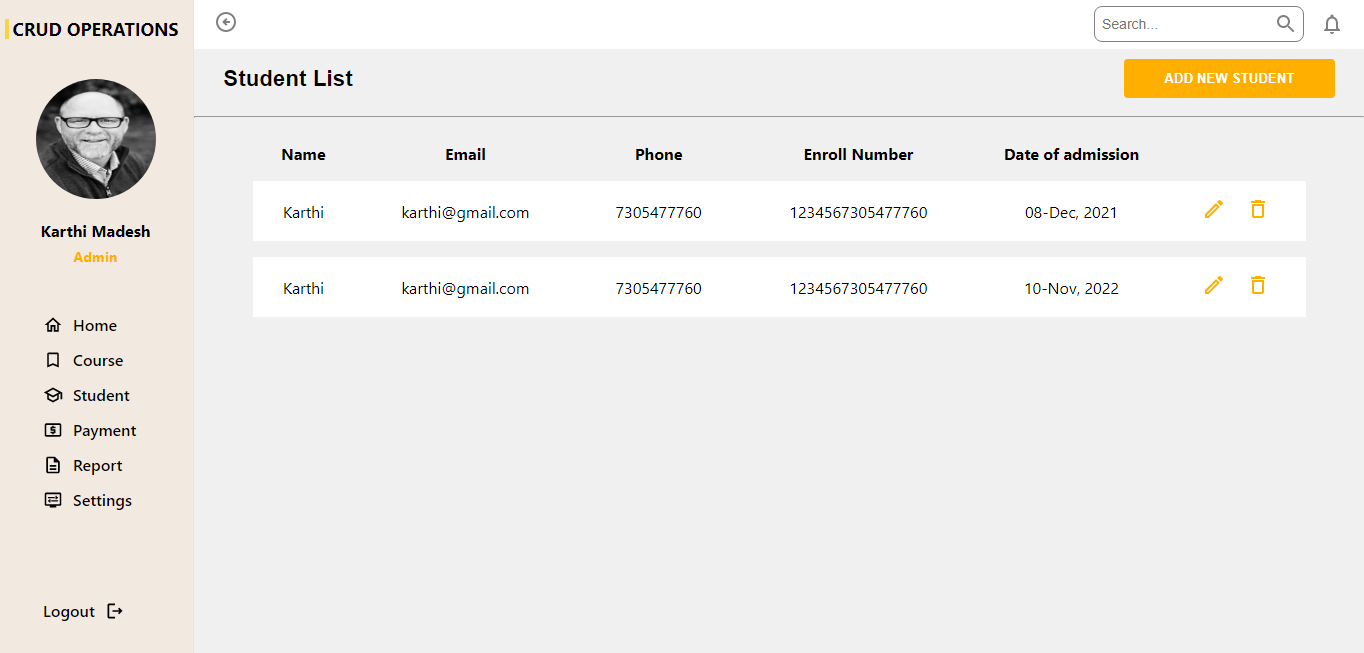 CRUD OPERATIONS
Search...
Student List
ADD NEW STUDENT
Karthi Madesh
Admin
Home
Course
Student
Payment
Report
Settings
Logout
Name Email Phone Enroll Number Date of admission
Karthi karthi@gmail.com 7305477760 1234567305477760 08-Dec, 2021
Karthi karthi@gmail.com 7305477760 1234567305477760 10-Nov, 2022